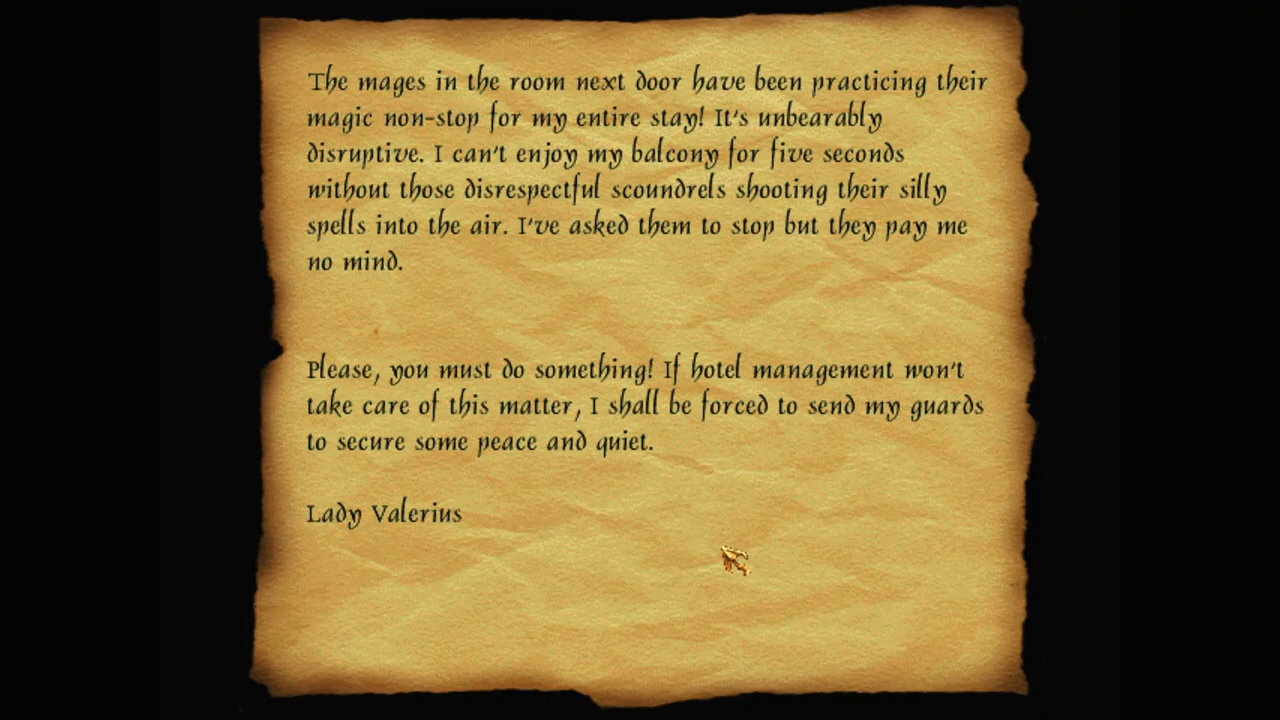 The mages in the room next door have been practicing their
magic non-stop for my entire stay! It's unbearably
disruptive. I can't enjoy my balcony for five seconds
without those disrespectful scoundrels shooting their silly
spells into the air. I've asked them to stop but they pay me
no mind.
Please, you must do something! If hotel management won't
take care of this matter, I shall be forced to send my guards
to secure some peace and quiet.
Lady Valerius